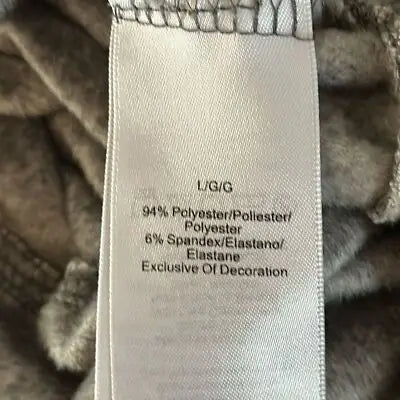 L/G/G
94% Polyester/Poliester/
Polyester
6% Spandex/Elastano/
Elastane
Exclusive Of Decoration